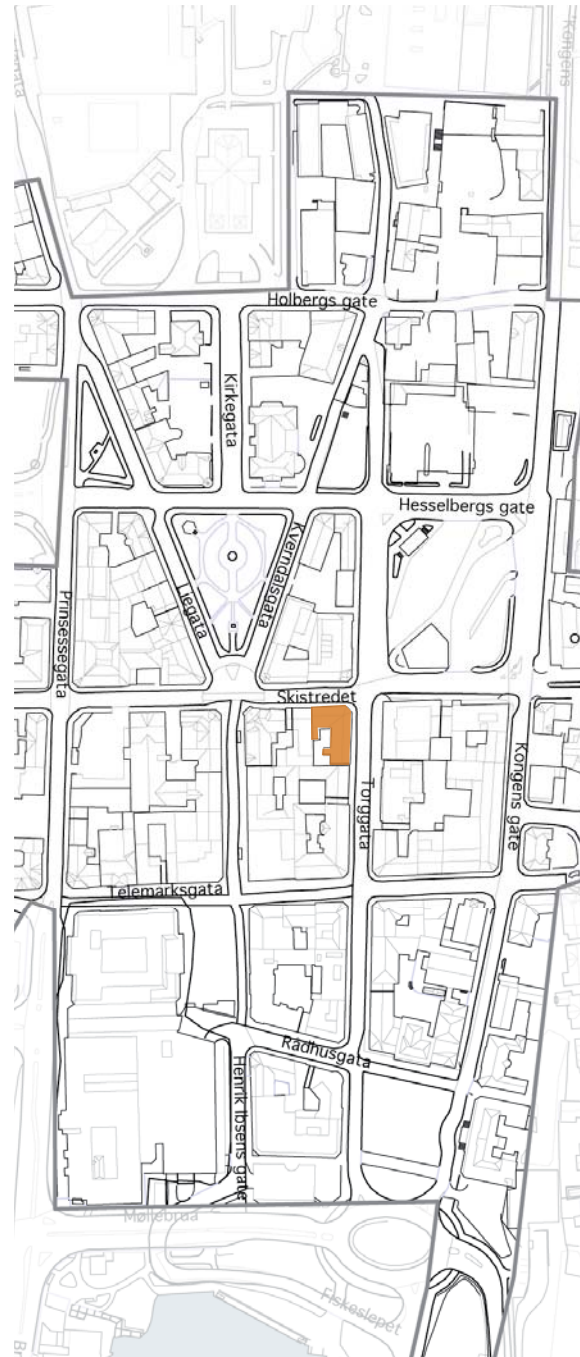 Kongens
Holbergs gate
Kirkegata
Hesselbergs gate
Kverndalsgata
Liegata
Prinsessegata
Skistredet
Torggata
Kongens gate
Telemarksgata
Rådhusgata
Henrik Ibsens gate
Møllebrua
Fiskeslepet